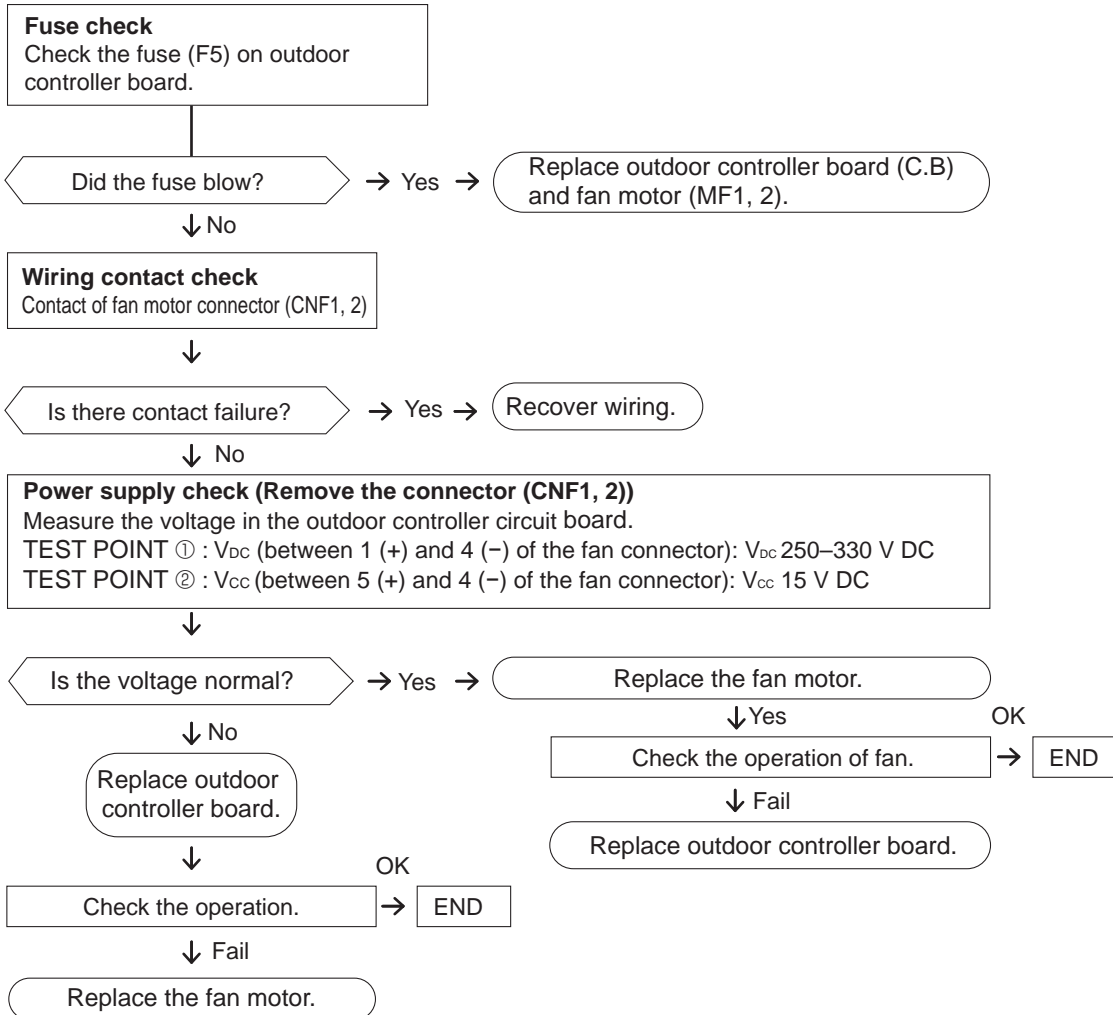 Fuse check
Check the fuse (F5) on outdoor
controller board.
Did the fuse blow?
→ Yes →
Replace outdoor controller board (C.B)
and fan motor (MF1, 2).
↓ No
Wiring contact check
Contact of fan motor connector (CNF1, 2)
Is there contact failure?
→ Yes →
Recover wiring.
↓ No
Power supply check (Remove the connector (CNF1, 2))
Measure the voltage in the outdoor controller circuit board.
TEST POINT ① : VDC (between 1 (+) and 4 (−) of the fan connector): VDC 250–330 V DC
TEST POINT ② : VCC (between 5 (+) and 4 (−) of the fan connector): Vcc 15 V DC
Is the voltage normal?
→ Yes →
Replace the fan motor.
↓ No
↓ Yes
OK
Replace outdoor
controller board.
Check the operation of fan.
→ END
↓ Fail
Replace outdoor controller board.
OK
Check the operation.
→ END
↓ Fail
Replace the fan motor.